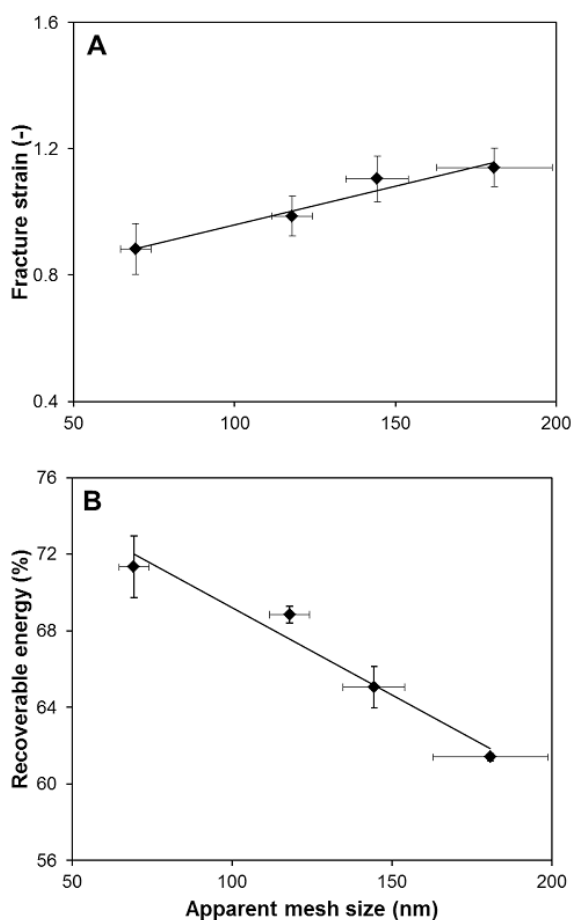 A
Fracture strain (-)
1.6
1.2
0.8
0.4
50 100 150 200
B
Recoverable energy (%)
76
72
68
64
60
56
50 100 150 200
Apparent mesh size (nm)